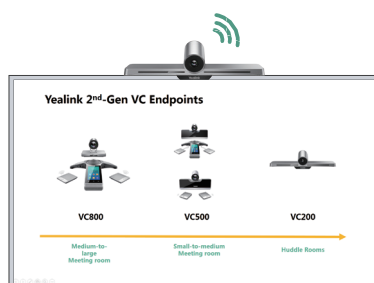 Yealink 2nd-Gen VC Endpoints
VC800
VC500
VC200
Medium-to-
large
Meeting room
Small-to-medium
Meeting room
Huddle Rooms